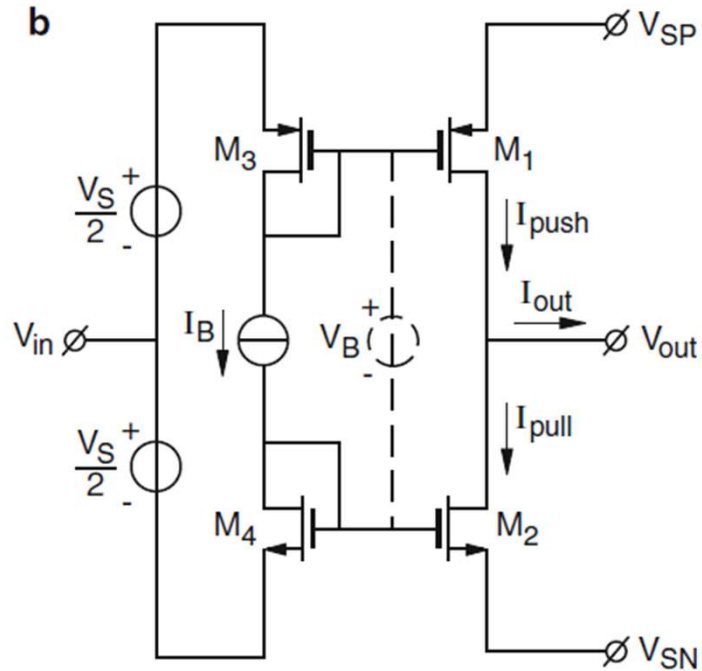 b
V_SP
M_3
M_1
V_S/2
+
-
I_push
I_out
V_in
I_B
V_B
+
-
V_out
V_S/2
+
-
I_pull
M_4
M_2
V_SN